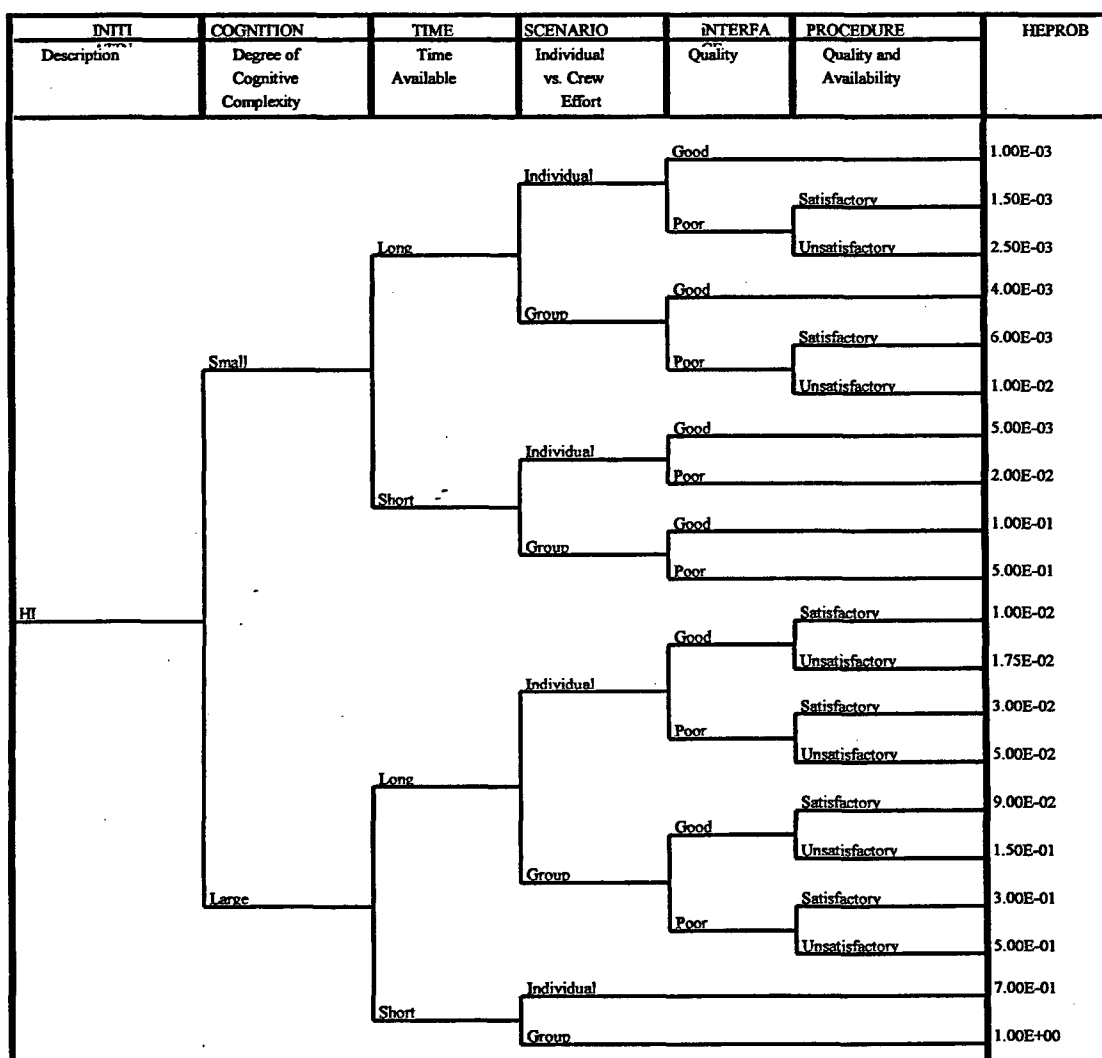 INITI COGNITION TIME SCENARIO iNTERFA PROCEDURE HEPROB
Description Degree of Time Individual Quality Quality and
Cognitive Available vs. Crew Availability
Complexity Effort
Good 1.00E-03
Individual
Satisfactory 1.50E-03
Poor
Long Unsatisfactory 2.50E-03
Good 4.00E-03
Group
Satisfactory 6.00E-03
Small Poor
Unsatisfactory 1.00E-02
Good 5.00E-03
Individual
Poor 2.00E-02
Short
Good 1.00E-01
Group
Poor 5.00E-01
HI Satisfactory 1.00E-02
Good
Unsatisfactory 1.75E-02
Individual
Satisfactory 3.00E-02
Poor
Unsatisfactory 5.00E-02
Long
Satisfactory 9.00E-02
Good
Unsatisfactory 1.50E-01
Group
Large Satisfactory 3.00E-01
Poor
Unsatisfactory 5.00E-01
Individual 7.00E-01
Short
Group 1.00E+00